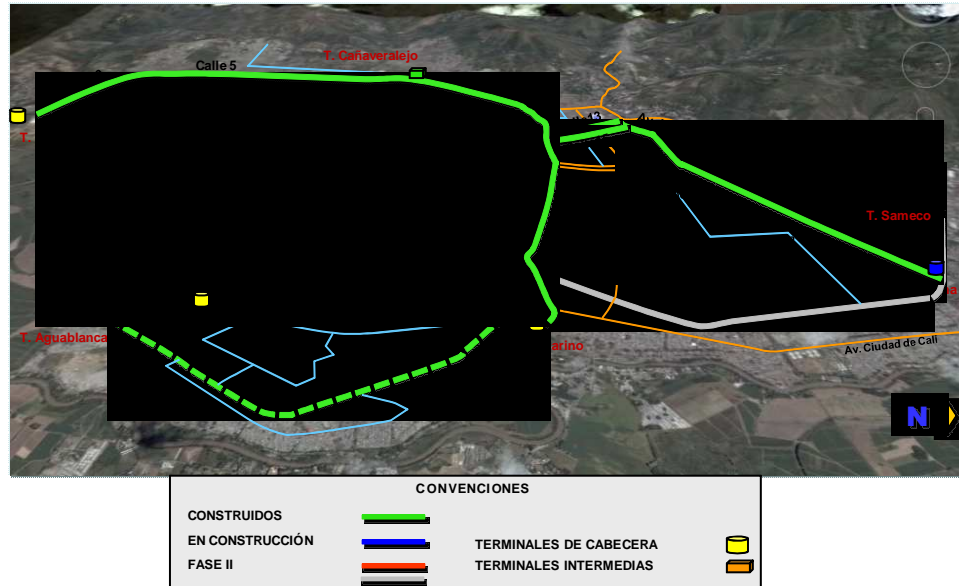 T. Cañaveralejo
Calle 5
T. Sameco
T. Aguablanca
Av. Ciudad de Cali
N
CONVENCIONES
CONSTRUIDOS
EN CONSTRUCCIÓN
TERMINALES DE CABECERA
FASE II
TERMINALES INTERMEDIAS